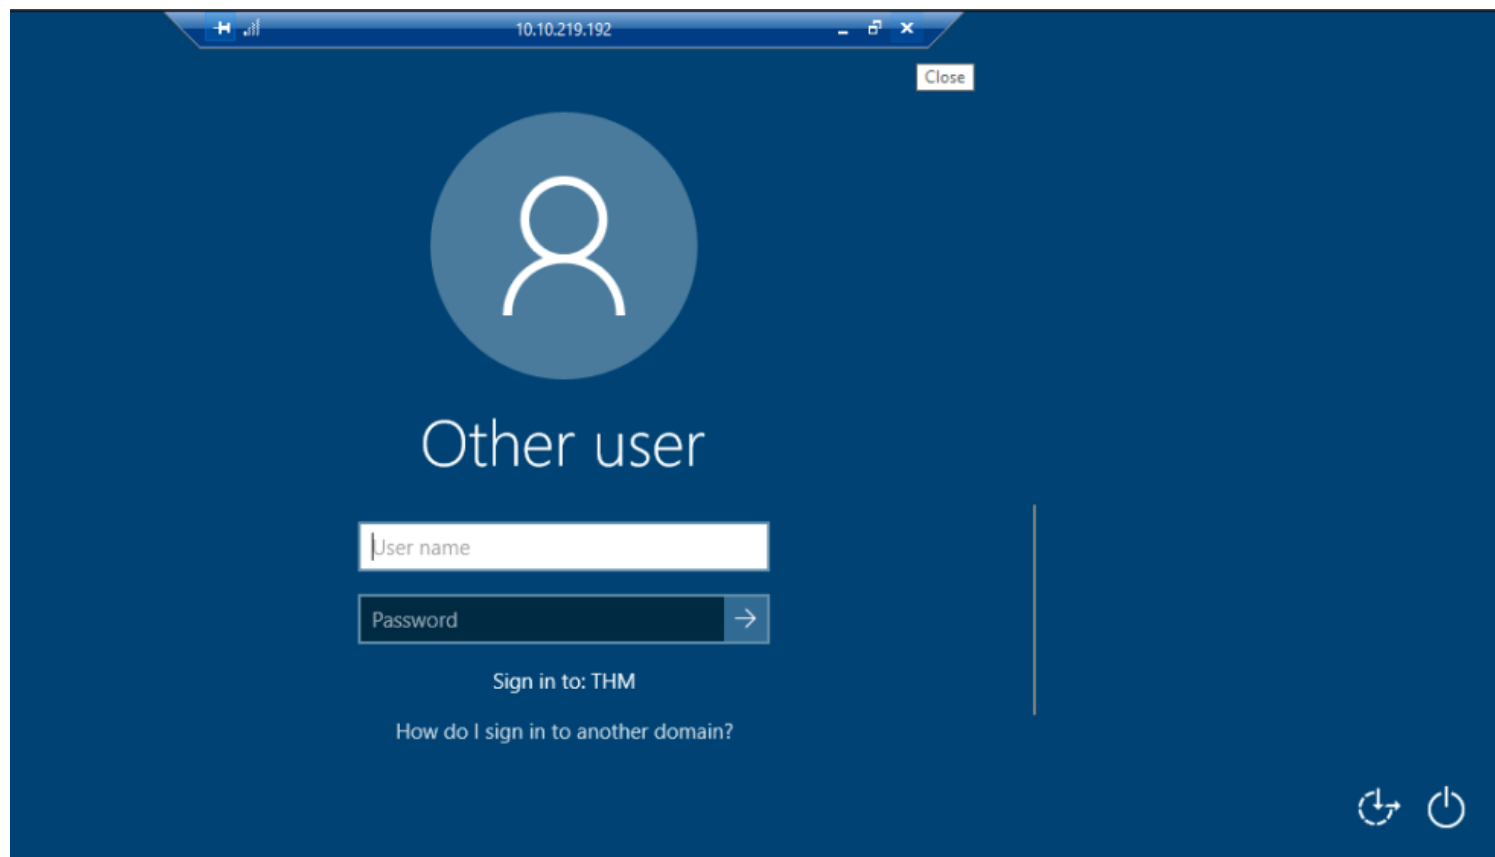 10.10.219.192
Close
Other user
User name
Password
Sign in to: THM
How do I sign in to another domain?